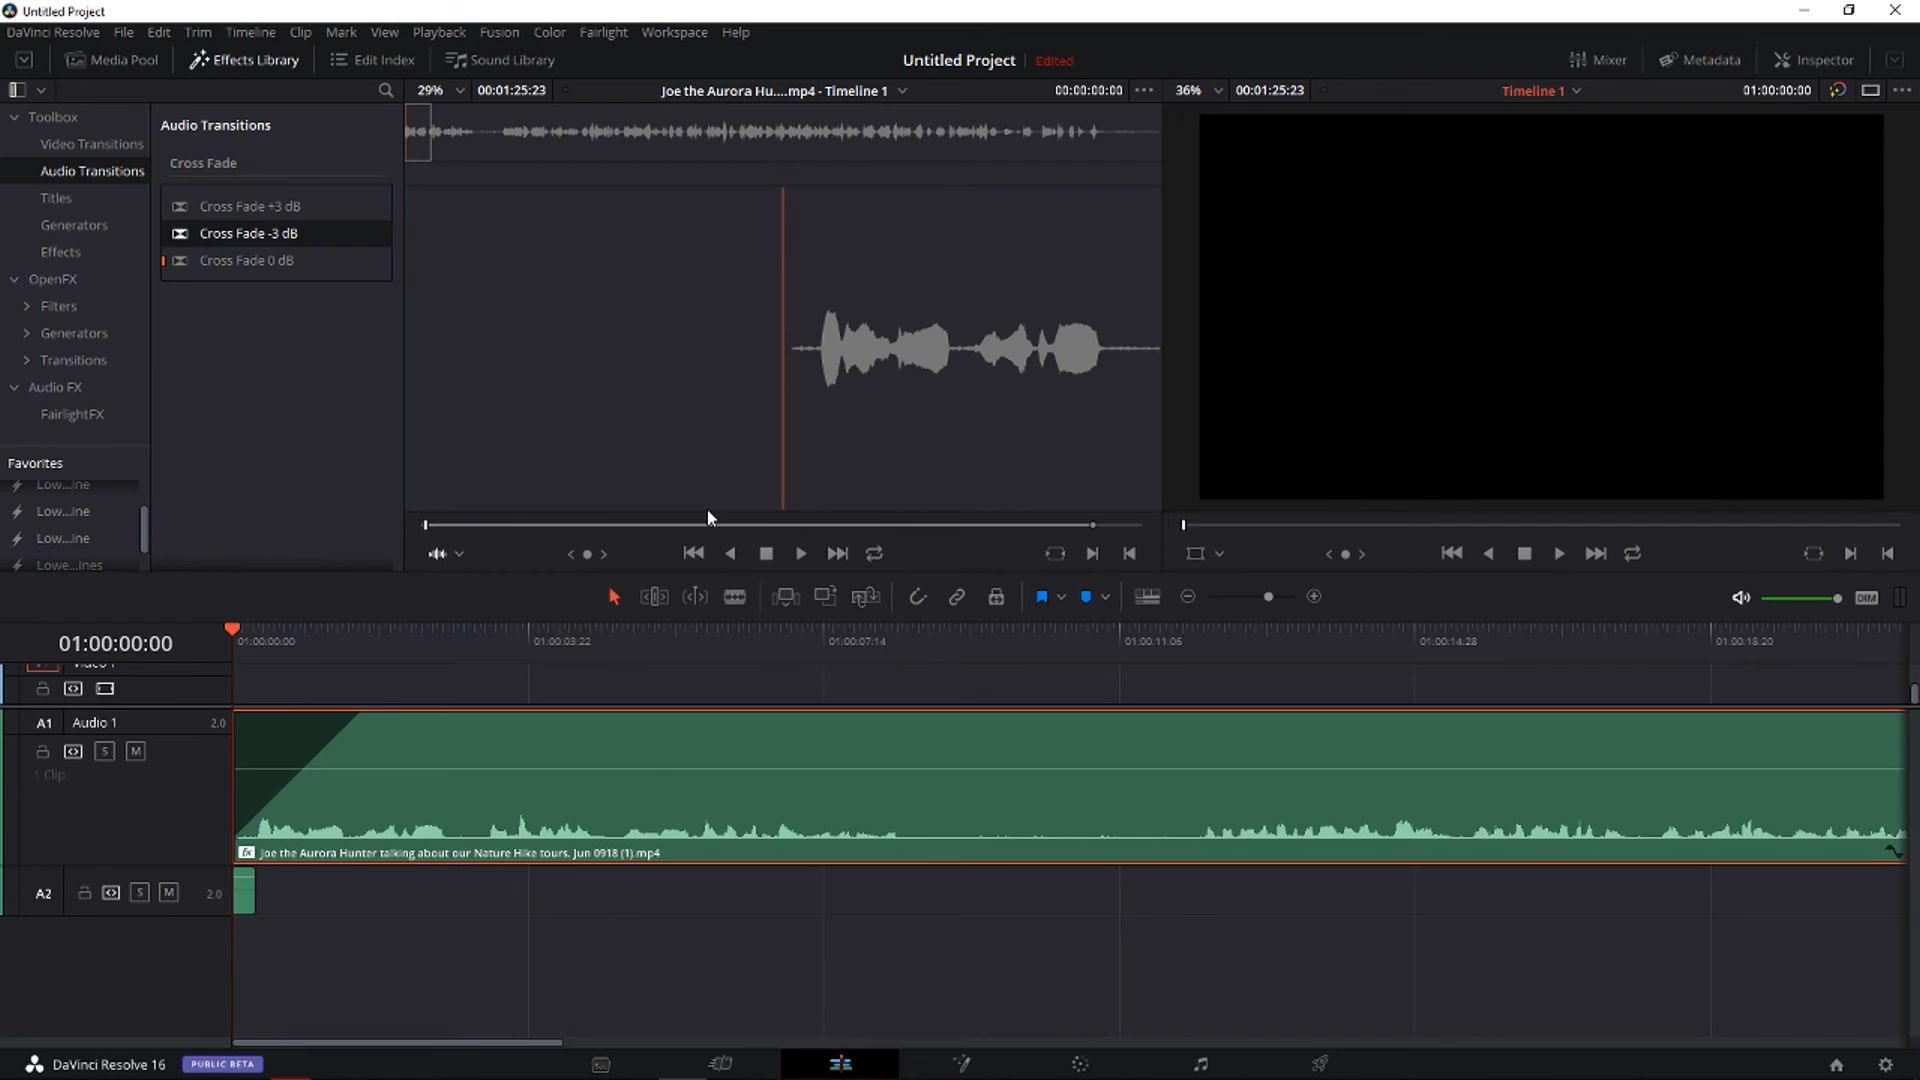 Untitled Project
DaVinci Resolve File Edit Trim Timeline Clip Mark View Playback Fusion Color Fairlight Workspace Help
Media Pool Effects Library Edit Index Sound Library Untitled Project Edited Mixer Metadata Inspector
29% 00:01:25:23 Joe the Aurora Hu....mp4 - Timeline 1 00:00:00:00 36% 00:01:25:23 Timeline 1 01:00:00:00
Toolbox
Video Transitions
Audio Transitions
Titles
Generators
Effects
OpenFX
Filters
Generators
Transitions
Audio FX
FairlightFX
Favorites
Low...ine
Low...ine
Low...ine
Lowe...lnes
Audio Transitions
Cross Fade
Cross Fade +3 dB
Cross Fade -3 dB
Cross Fade 0 dB
DIM
01:00:00:00 01:00:00:00 01:00:03:22 01:00:07:14 01:00:11:06 01:00:14:28 01:00:18:20
A1 Audio 1 2.0
S M
1 Clip
fx Joe the Aurora Hunter talking about our Nature Hike tours. Jun 0918 (1).mp4
A2 S M 2.0
DaVinci Resolve 16 PUBLIC BETA